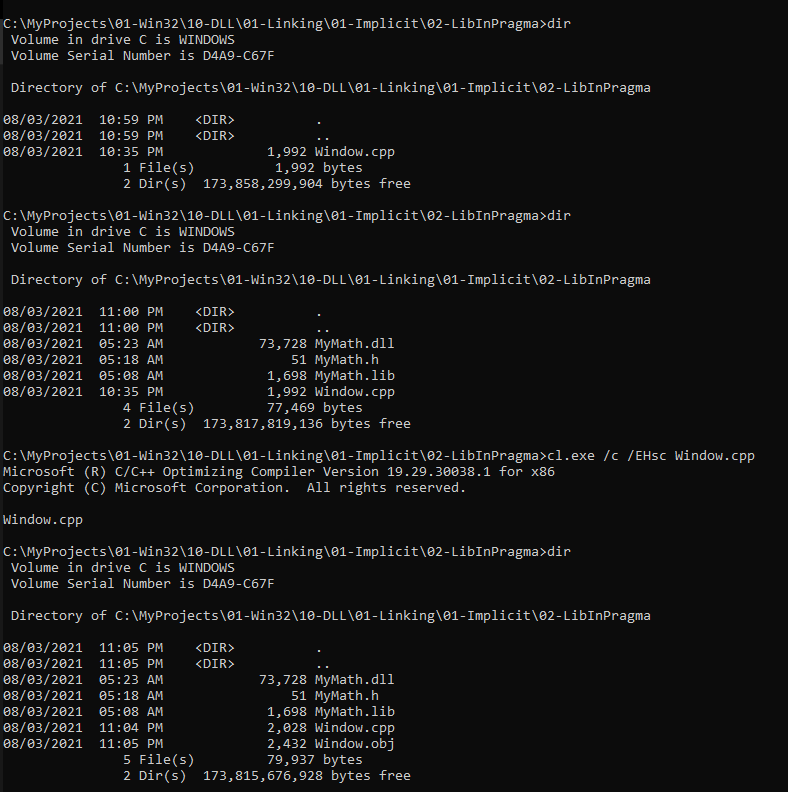 C:\MyProjects\01-Win32\10-DLL\01-Linking\01-Implicit\02-LibInPragma>dir
 Volume in drive C is WINDOWS
 Volume Serial Number is D4A9-C67F

 Directory of C:\MyProjects\01-Win32\10-DLL\01-Linking\01-Implicit\02-LibInPragma

08/03/2021  10:59 PM    <DIR>          .
08/03/2021  10:59 PM    <DIR>          ..
08/03/2021  10:35 PM             1,992 Window.cpp
               1 File(s)          1,992 bytes
               2 Dir(s)  173,858,299,904 bytes free

C:\MyProjects\01-Win32\10-DLL\01-Linking\01-Implicit\02-LibInPragma>dir
 Volume in drive C is WINDOWS
 Volume Serial Number is D4A9-C67F

 Directory of C:\MyProjects\01-Win32\10-DLL\01-Linking\01-Implicit\02-LibInPragma

08/03/2021  11:00 PM    <DIR>          .
08/03/2021  11:00 PM    <DIR>          ..
08/03/2021  05:23 AM            73,728 MyMath.dll
08/03/2021  05:18 AM                51 MyMath.h
08/03/2021  05:08 AM             1,698 MyMath.lib
08/03/2021  10:35 PM             1,992 Window.cpp
               4 File(s)         77,469 bytes
               2 Dir(s)  173,817,819,136 bytes free

C:\MyProjects\01-Win32\10-DLL\01-Linking\01-Implicit\02-LibInPragma>cl.exe /c /EHsc Window.cpp
Microsoft (R) C/C++ Optimizing Compiler Version 19.29.30038.1 for x86
Copyright (C) Microsoft Corporation.  All rights reserved.

Window.cpp

C:\MyProjects\01-Win32\10-DLL\01-Linking\01-Implicit\02-LibInPragma>dir
 Volume in drive C is WINDOWS
 Volume Serial Number is D4A9-C67F

 Directory of C:\MyProjects\01-Win32\10-DLL\01-Linking\01-Implicit\02-LibInPragma

08/03/2021  11:05 PM    <DIR>          .
08/03/2021  11:05 PM    <DIR>          ..
08/03/2021  05:23 AM            73,728 MyMath.dll
08/03/2021  05:18 AM                51 MyMath.h
08/03/2021  05:08 AM             1,698 MyMath.lib
08/03/2021  11:04 PM             2,028 Window.cpp
08/03/2021  11:05 PM             2,432 Window.obj
               5 File(s)         79,937 bytes
               2 Dir(s)  173,815,676,928 bytes free